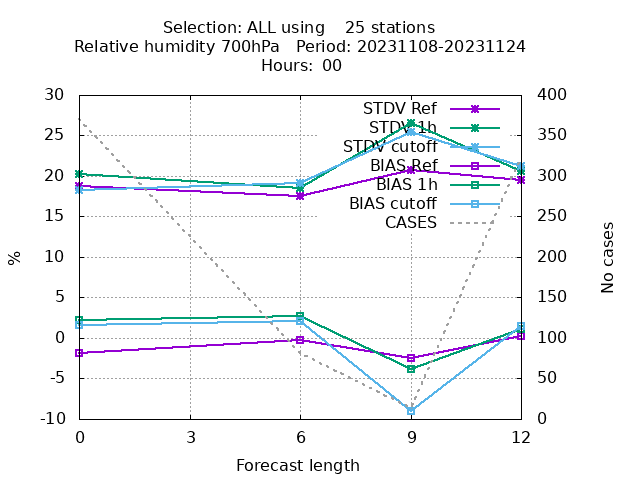 Selection: ALL using    25 stations
Relative humidity 700hPa   Period: 20231108-20231124
Hours: 00
30
25
20
15
10
5
0
-5
-10
400
350
300
250
200
150
100
50
0
STDV Ref
STDV 1h
STDV cutoff
BIAS Ref
BIAS 1h
BIAS cutoff
CASES
%
No cases
0 3 6 9 12
Forecast length